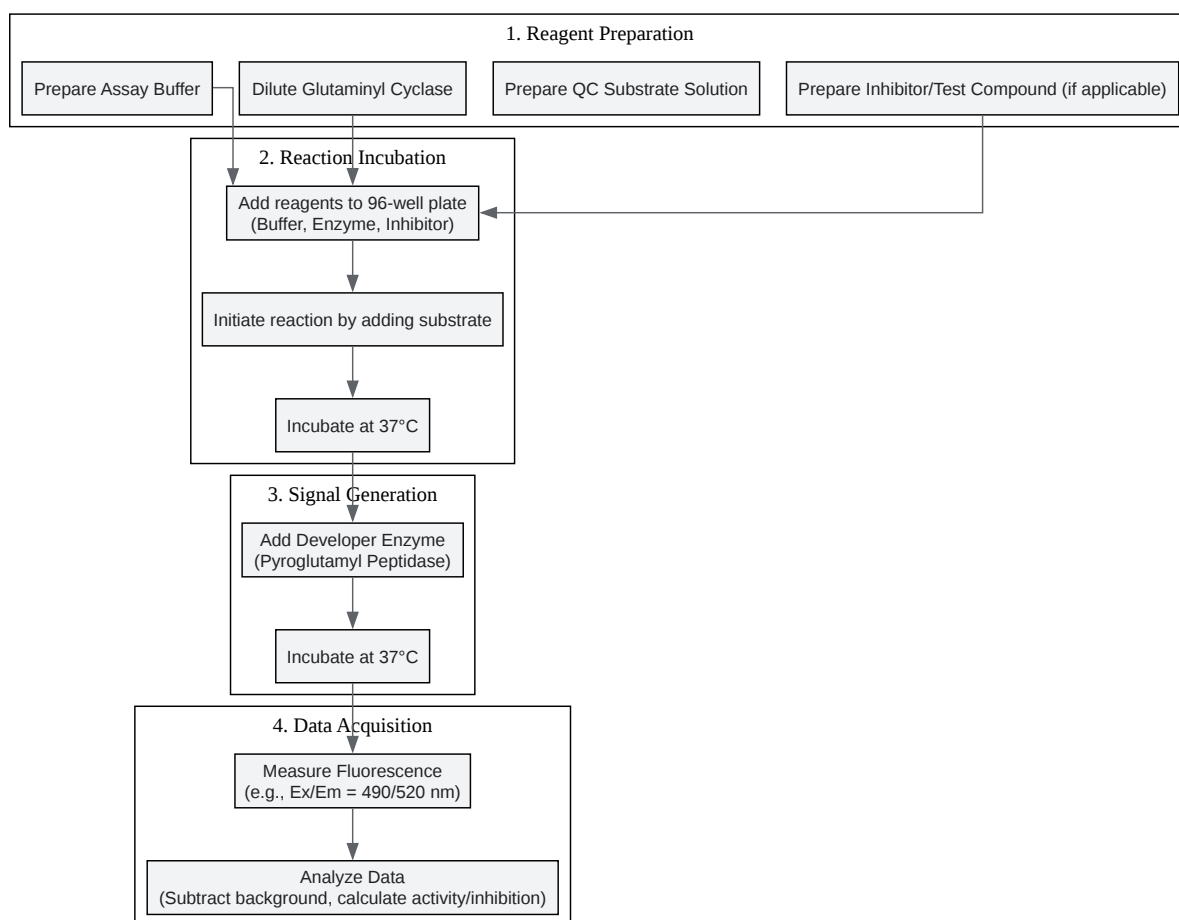 1. Reagent Preparation
Prepare Assay Buffer
Dilute Glutaminyl Cyclase
Prepare QC Substrate Solution
Prepare Inhibitor/Test Compound (if applicable)
2. Reaction Incubation
Add reagents to 96-well plate
(Buffer, Enzyme, Inhibitor)
Initiate reaction by adding substrate
Incubate at 37°C
3. Signal Generation
Add Developer Enzyme
(Pyroglutamyl Peptidase)
Incubate at 37°C
4. Data Acquisition
Measure Fluorescence
(e.g., Ex/Em = 490/520 nm)
Analyze Data
(Subtract background, calculate activity/inhibition)